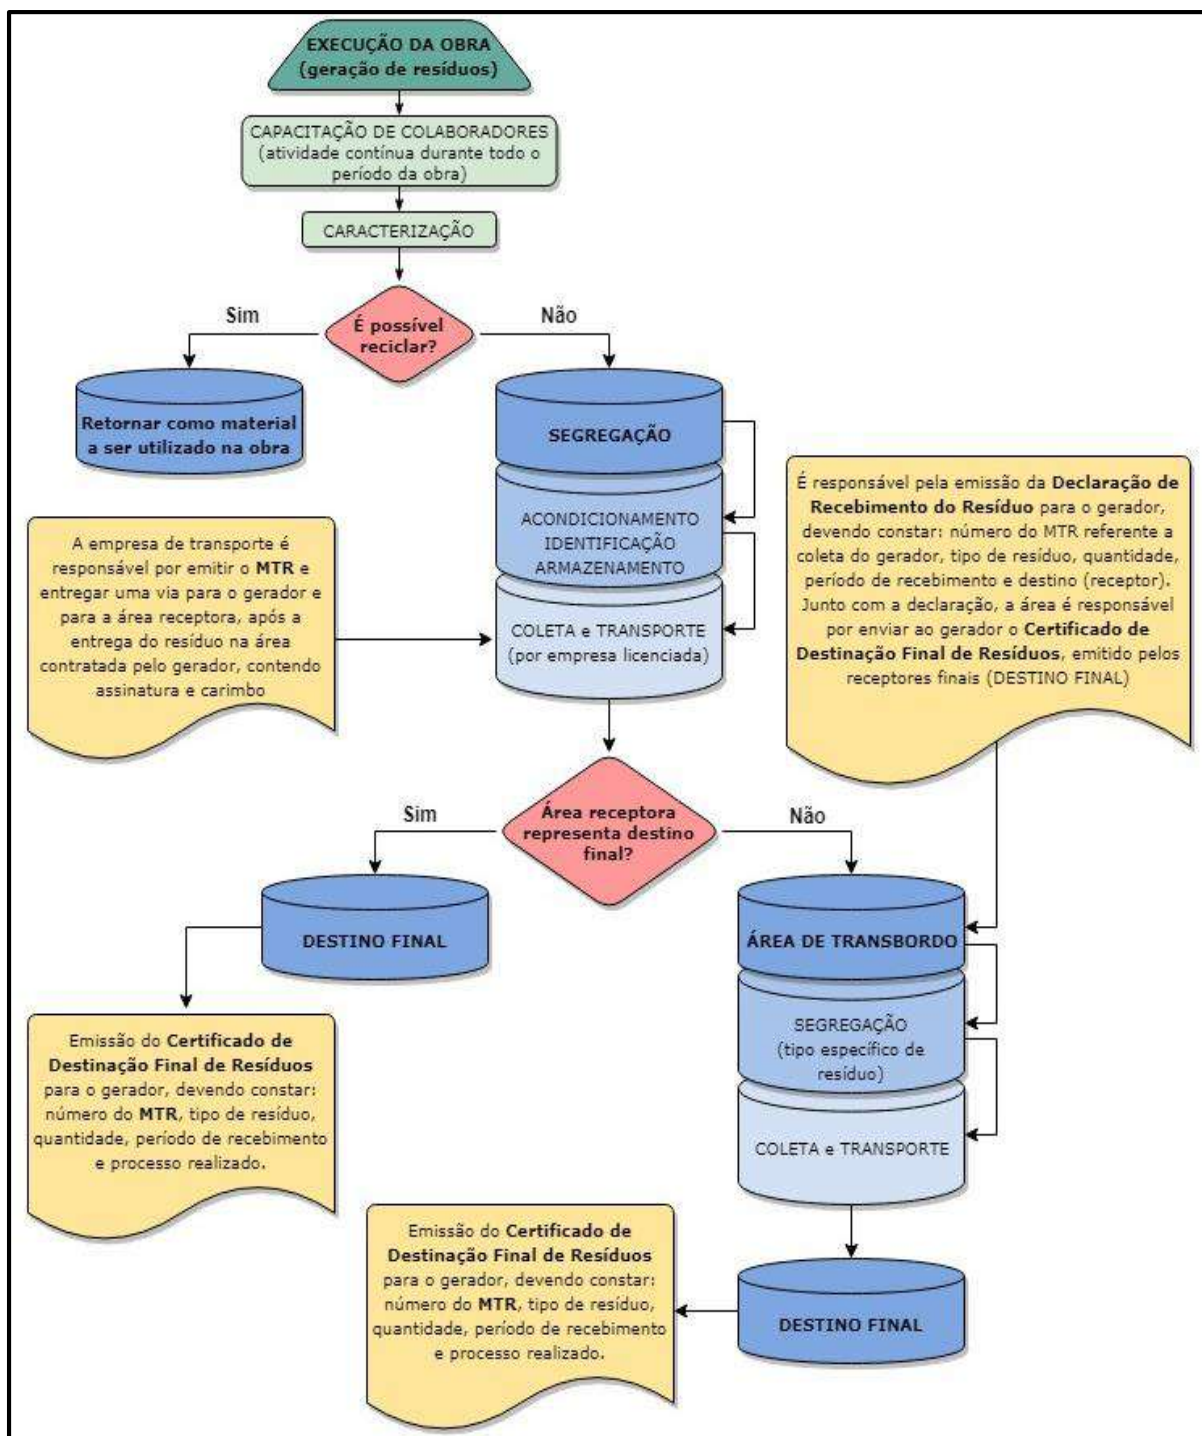 EXECUÇÃO DA OBRA
(geração de resíduos)
CAPACITAÇÃO DE COLABORADORES
(atividade contínua durante todo o
período da obra)
CARACTERIZAÇÃO
Sim
Não
É possível
reciclar?
Retornar como material
a ser utilizado na obra
SEGREGAÇÃO
ACONDICIONAMENTO
IDENTIFICAÇÃO
ARMAZENAMENTO
COLETA e TRANSPORTE
(por empresa licenciada)
A empresa de transporte é
responsável por emitir o MTR e
entregar uma via para o gerador e
para a área receptora, após a
entrega do resíduo na área
contratada pelo gerador, contendo
assinatura e carimbo
É responsável pela emissão da Declaração de
Recebimento do Resíduo para o gerador,
devendo constar: número do MTR referente a
coleta do gerador, tipo de resíduo, quantidade,
período de recebimento e destino (receptor).
Junto com a declaração, a área é responsável
por enviar ao gerador o Certificado de
Destinação Final de Resíduos, emitido pelos
receptores finais (DESTINO FINAL)
Sim
Não
Área receptora
representa destino
final?
DESTINO FINAL
ÁREA DE TRANSBORDO
SEGREGAÇÃO
(tipo específico de
resíduo)
COLETA e TRANSPORTE
Emissão do Certificado de
Destinação Final de Resíduos
para o gerador, devendo constar:
número do MTR, tipo de resíduo,
quantidade, período de recebimento
e processo realizado.
Emissão do Certificado de
Destinação Final de Resíduos
para o gerador, devendo constar:
número do MTR, tipo de resíduo,
quantidade, período de recebimento
e processo realizado.
DESTINO FINAL